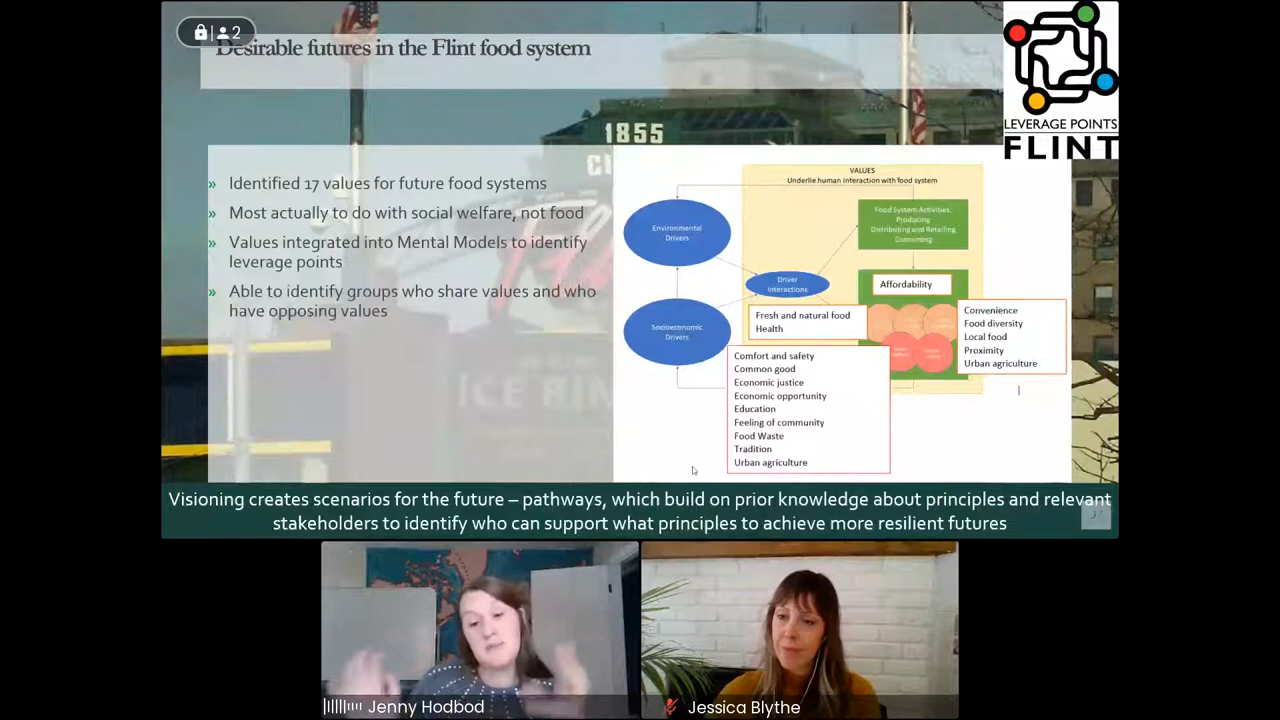 2
Desirable futures in the Flint food system
LEVERAGE POINTS
FLINT
1855
» Identified 17 values for future food systems
» Most actually to do with social welfare, not food
» Values integrated into Mental Models to identify
leverage points
» Able to identify groups who share values and who
have opposing values
ICE RIN
VALUES
Underlie human interaction with food system
Environmental
Drivers
Socioeconomic
Drivers
Driver
Interactions
Food System Activities:
Producing
Distributing and Retailing
Consuming
Affordability
Fresh and natural food
Health
Convenience
Food diversity
Local food
Proximity
Urban agriculture
Comfort and safety
Common good
Economic justice
Economic opportunity
Education
Feeling of community
Food Waste
Tradition
Urban agriculture
Visioning creates scenarios for the future – pathways, which build on prior knowledge about principles and relevant
stakeholders to identify who can support what principles to achieve more resilient futures
Jenny Hodbod
Jessica Blythe